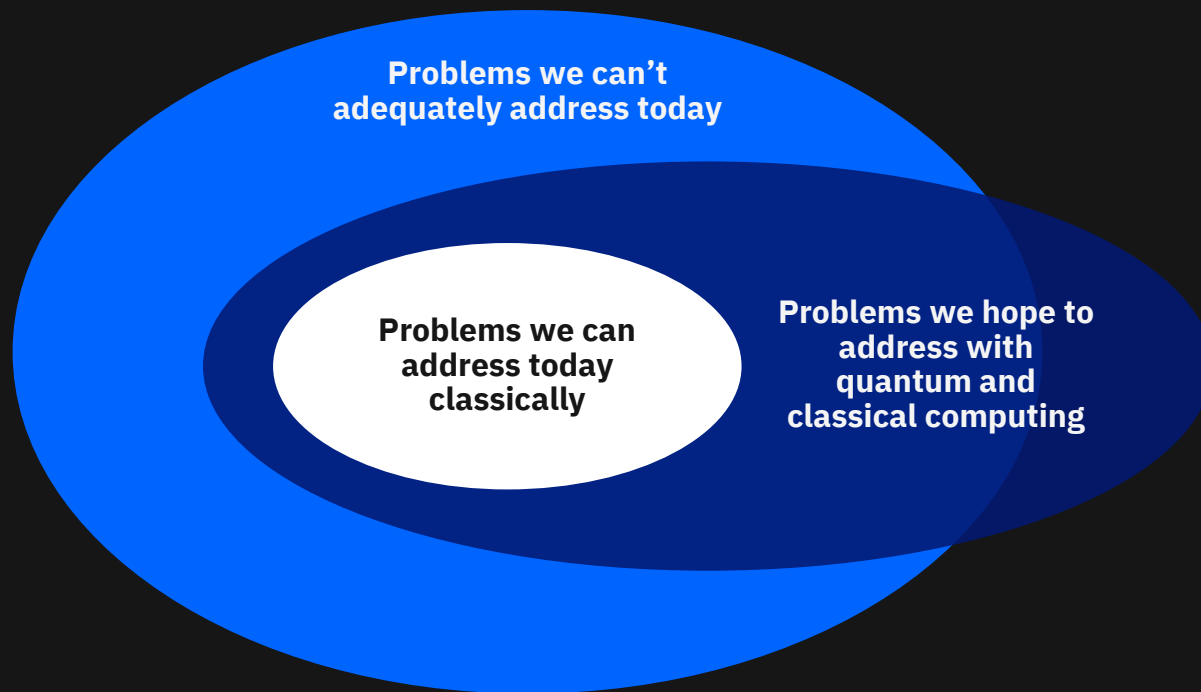 Problems we can’t
adequately address today
Problems we can
address today
classically
Problems we hope to
address with
quantum and
classical computing